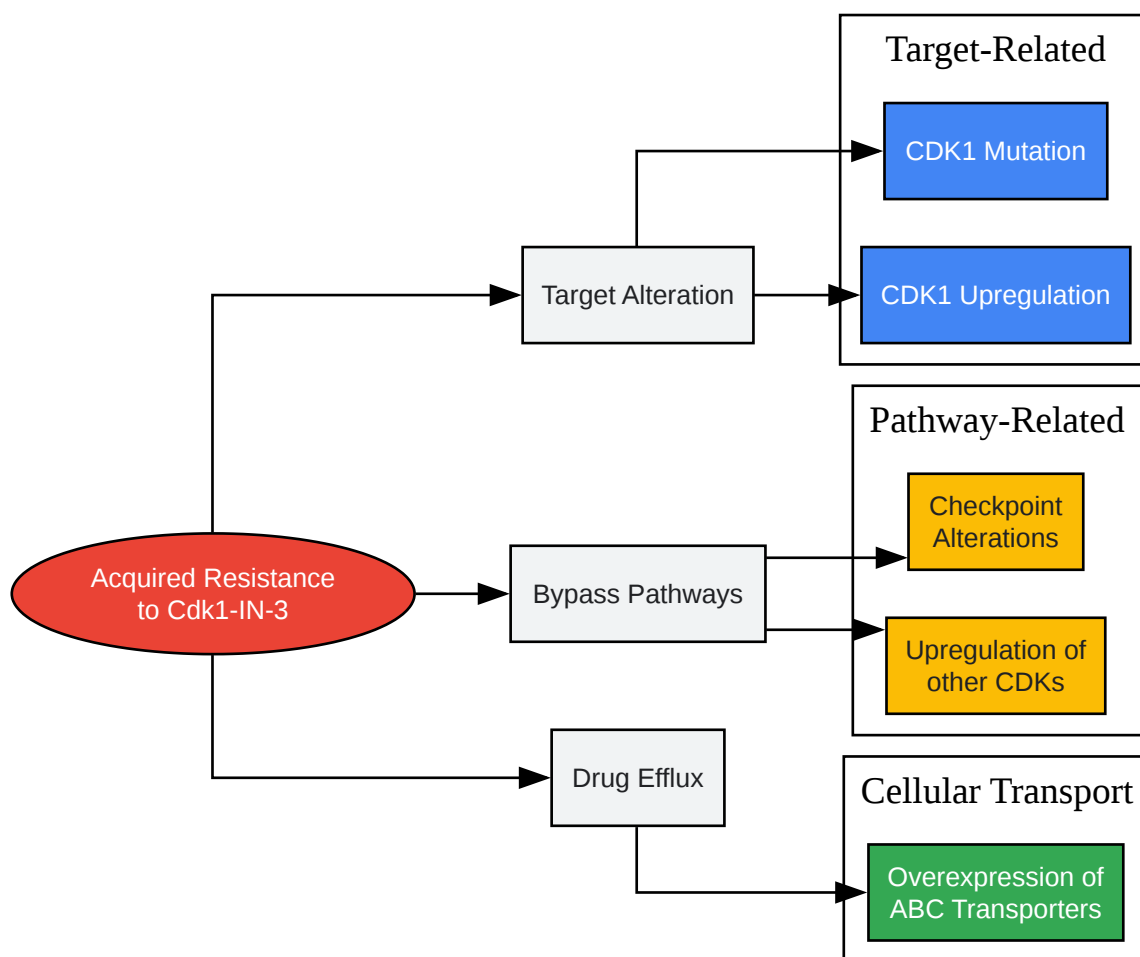 Target-Related
CDK1 Mutation
Target Alteration
CDK1 Upregulation
Pathway-Related
Checkpoint
Alterations
Acquired Resistance
to Cdk1-IN-3
Bypass Pathways
Upregulation of
other CDKs
Drug Efflux
Cellular Transport
Overexpression of
ABC Transporters